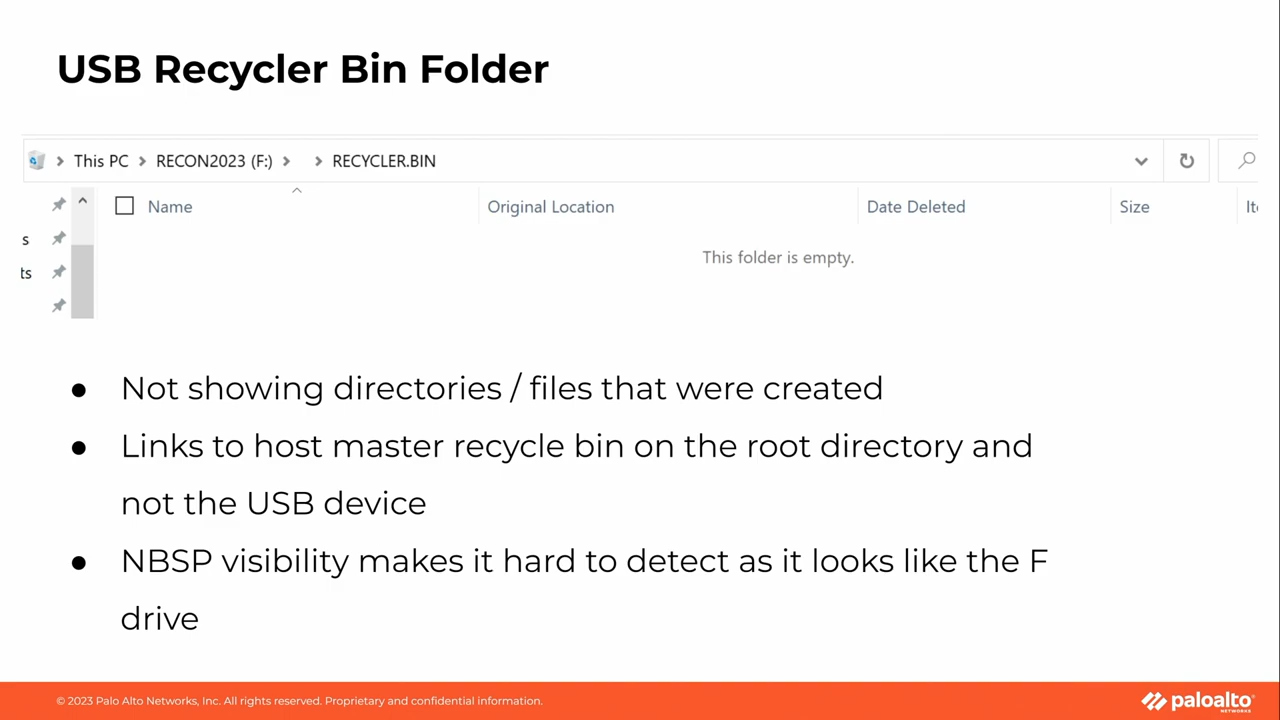 USB Recycler Bin Folder
This PC > RECON2023 (F:) > > RECYCLER.BIN
Name Original Location Date Deleted Size Ite
This folder is empty.
s
ts
● Not showing directories / files that were created
● Links to host master recycle bin on the root directory and
not the USB device
● NBSP visibility makes it hard to detect as it looks like the F
drive
© 2023 Palo Alto Networks, Inc. All rights reserved. Proprietary and confidential information.
paloalto
NETWORKS